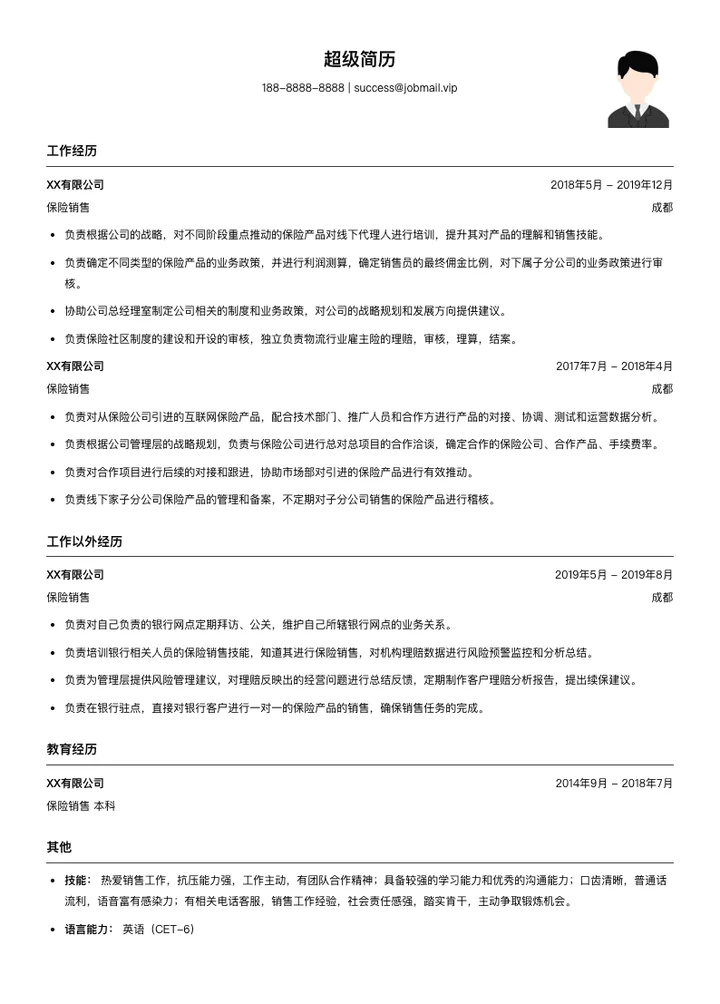 超级简历
188-8888-8888 | success@jobmail.vip
工作经历
XX有限公司 2018年5月 – 2019年12月
保险销售 成都
• 负责根据公司的战略，对不同阶段重点推动的保险产品对线下代理人进行培训，提升其对产品的理解和销售技能。
• 负责确定不同类型的保险产品的业务政策，并进行利润测算，确定销售员的最终佣金比例，对下属子分公司的业务政策进行审
核。
• 协助公司总经理室制定公司相关的制度和业务政策，对公司的战略规划和发展方向提供建议。
• 负责保险社区制度的建设和开设的审核，独立负责物流行业雇主险的理赔，审核，理算，结案。
XX有限公司 2017年7月 – 2018年4月
保险销售 成都
• 负责对从保险公司引进的互联网保险产品，配合技术部门、推广人员和合作方进行产品的对接、协调、测试和运营数据分析。
• 负责根据公司管理层的战略规划，负责与保险公司进行总对总项目的合作洽谈，确定合作的保险公司、合作产品、手续费率。
• 负责对合作项目进行后续的对接和跟进，协助市场部对引进的保险产品进行有效推动。
• 负责线下家子分公司保险产品的管理和备案，不定期对子分公司销售的保险产品进行稽核。
工作以外经历
XX有限公司 2019年5月 – 2019年8月
保险销售 成都
• 负责对自己负责的银行网点定期拜访、公关，维护自己所辖银行网点的业务关系。
• 负责培训银行相关人员的保险销售技能，知道其进行保险销售，对机构理赔数据进行风险预警监控和分析总结。
• 负责为管理层提供风险管理建议，对理赔反映出的经营问题进行总结反馈，定期制作客户理赔分析报告，提出续保建议。
• 负责在银行驻点，直接对银行客户进行一对一的保险产品的销售，确保销售任务的完成。
教育经历
XX有限公司 2014年9月 – 2018年7月
保险销售 本科
其他
• 技能： 热爱销售工作，抗压能力强，工作主动，有团队合作精神；具备较强的学习能力和优秀的沟通能力；口齿清晰，普通话
流利，语音富有感染力；有相关电话客服，销售工作经验，社会责任感强，踏实肯干，主动争取锻炼机会。
• 语言能力： 英语（CET-6）